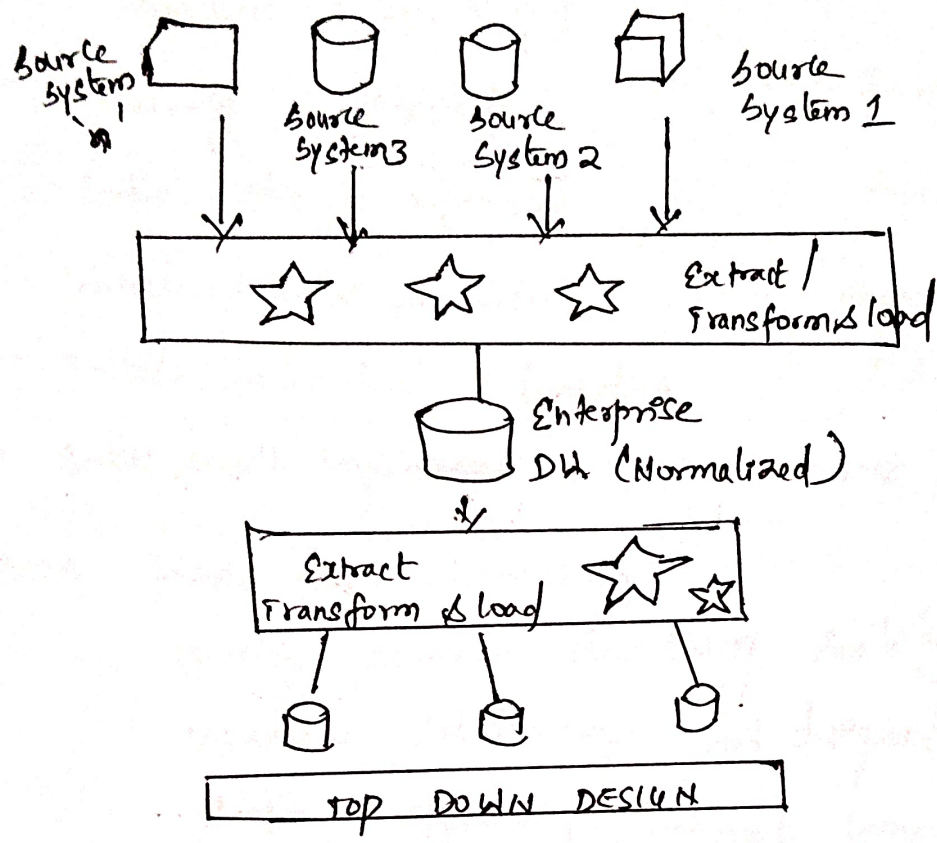 Source
System
n
Source
System3
Source
System 2
Source
System 1
Extract /
Transform & load
Enterprise
DW (Normalized)
Extract
Transform & load
TOP DOWN DESIGN